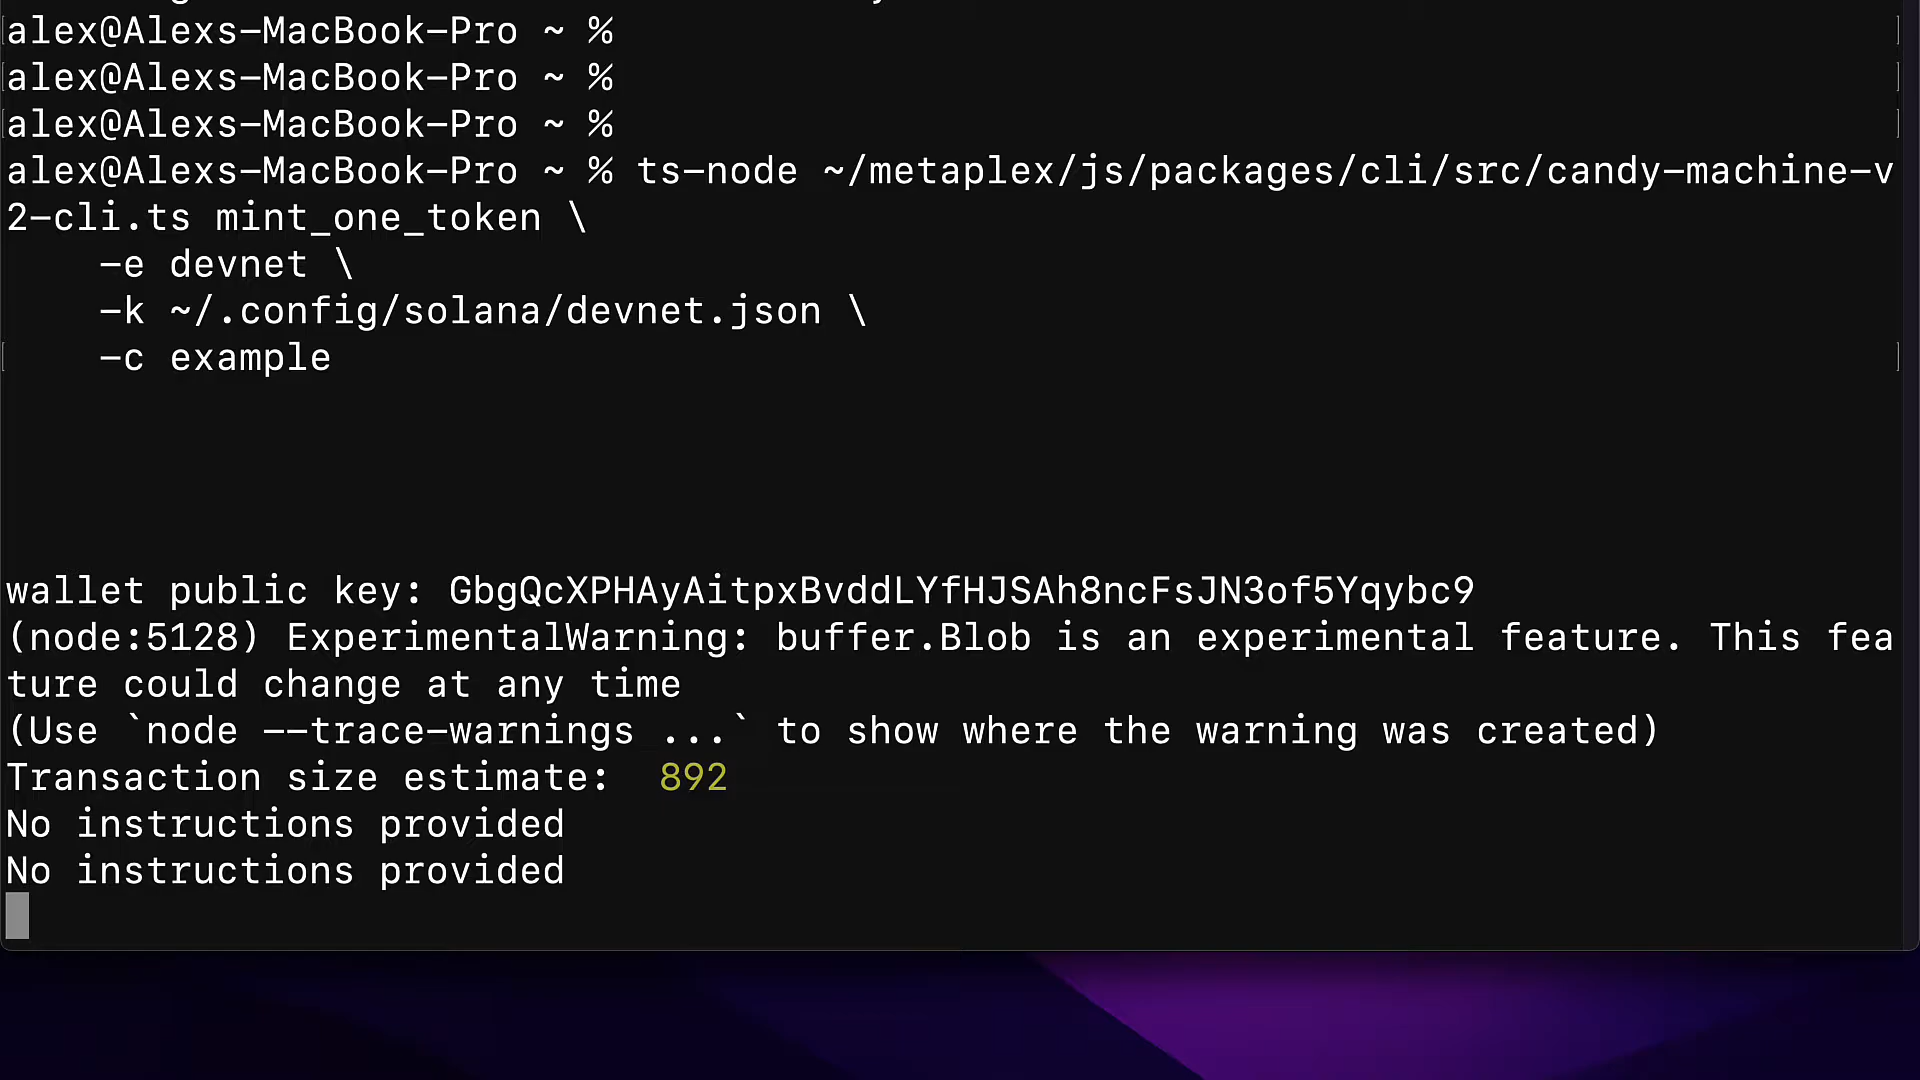 alex@Alexs-MacBook-Pro ~ %
alex@Alexs-MacBook-Pro ~ %
alex@Alexs-MacBook-Pro ~ %
alex@Alexs-MacBook-Pro ~ % ts-node ~/metaplex/js/packages/cli/src/candy-machine-v
2-cli.ts mint_one_token \
    -e devnet \
    -k ~/.config/solana/devnet.json \
    -c example
wallet public key: GbgQcXPHAyAitpxBvddLYfHJSAh8ncFsJN3of5Yqybc9
(node:5128) ExperimentalWarning: buffer.Blob is an experimental feature. This fea
ture could change at any time
(Use `node --trace-warnings ...` to show where the warning was created)
Transaction size estimate:  892
No instructions provided
No instructions provided